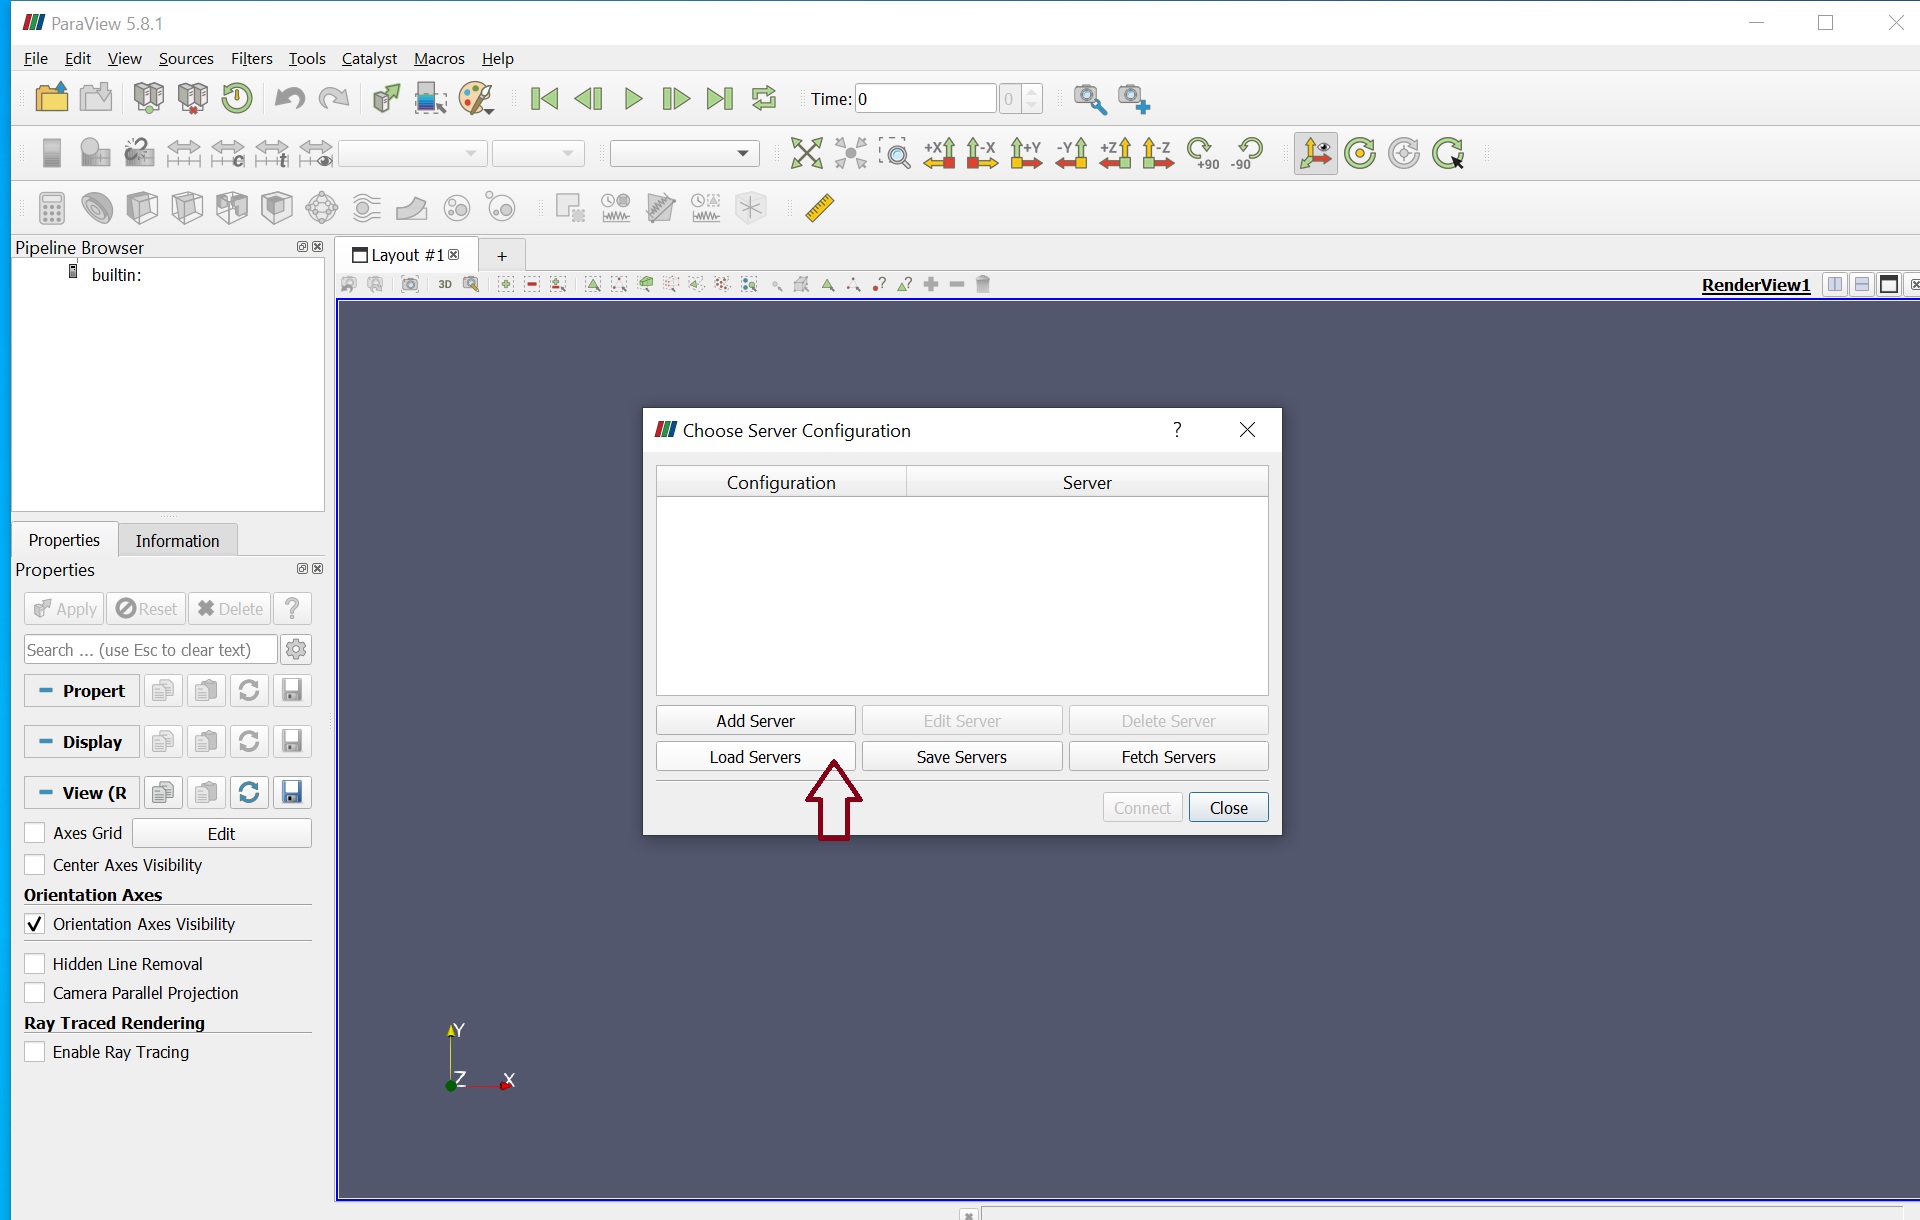 ParaView 5.8.1
File Edit View Sources Filters Tools Catalyst Macros Help
Time: 0 0
+X -X +Y -Y +Z -Z +90 -90
Pipeline Browser
builtin:
Layout #1 +
3D
RenderView1
Choose Server Configuration ?
Configuration Server
Add Server Edit Server Delete Server
Load Servers Save Servers Fetch Servers
Connect Close
Properties Information
Properties
Apply Reset Delete ?
Search ... (use Esc to clear text)
Propert
Display
View (R
Axes Grid Edit
Center Axes Visibility
Orientation Axes
Orientation Axes Visibility
Hidden Line Removal
Camera Parallel Projection
Ray Traced Rendering
Enable Ray Tracing
Y
Z X